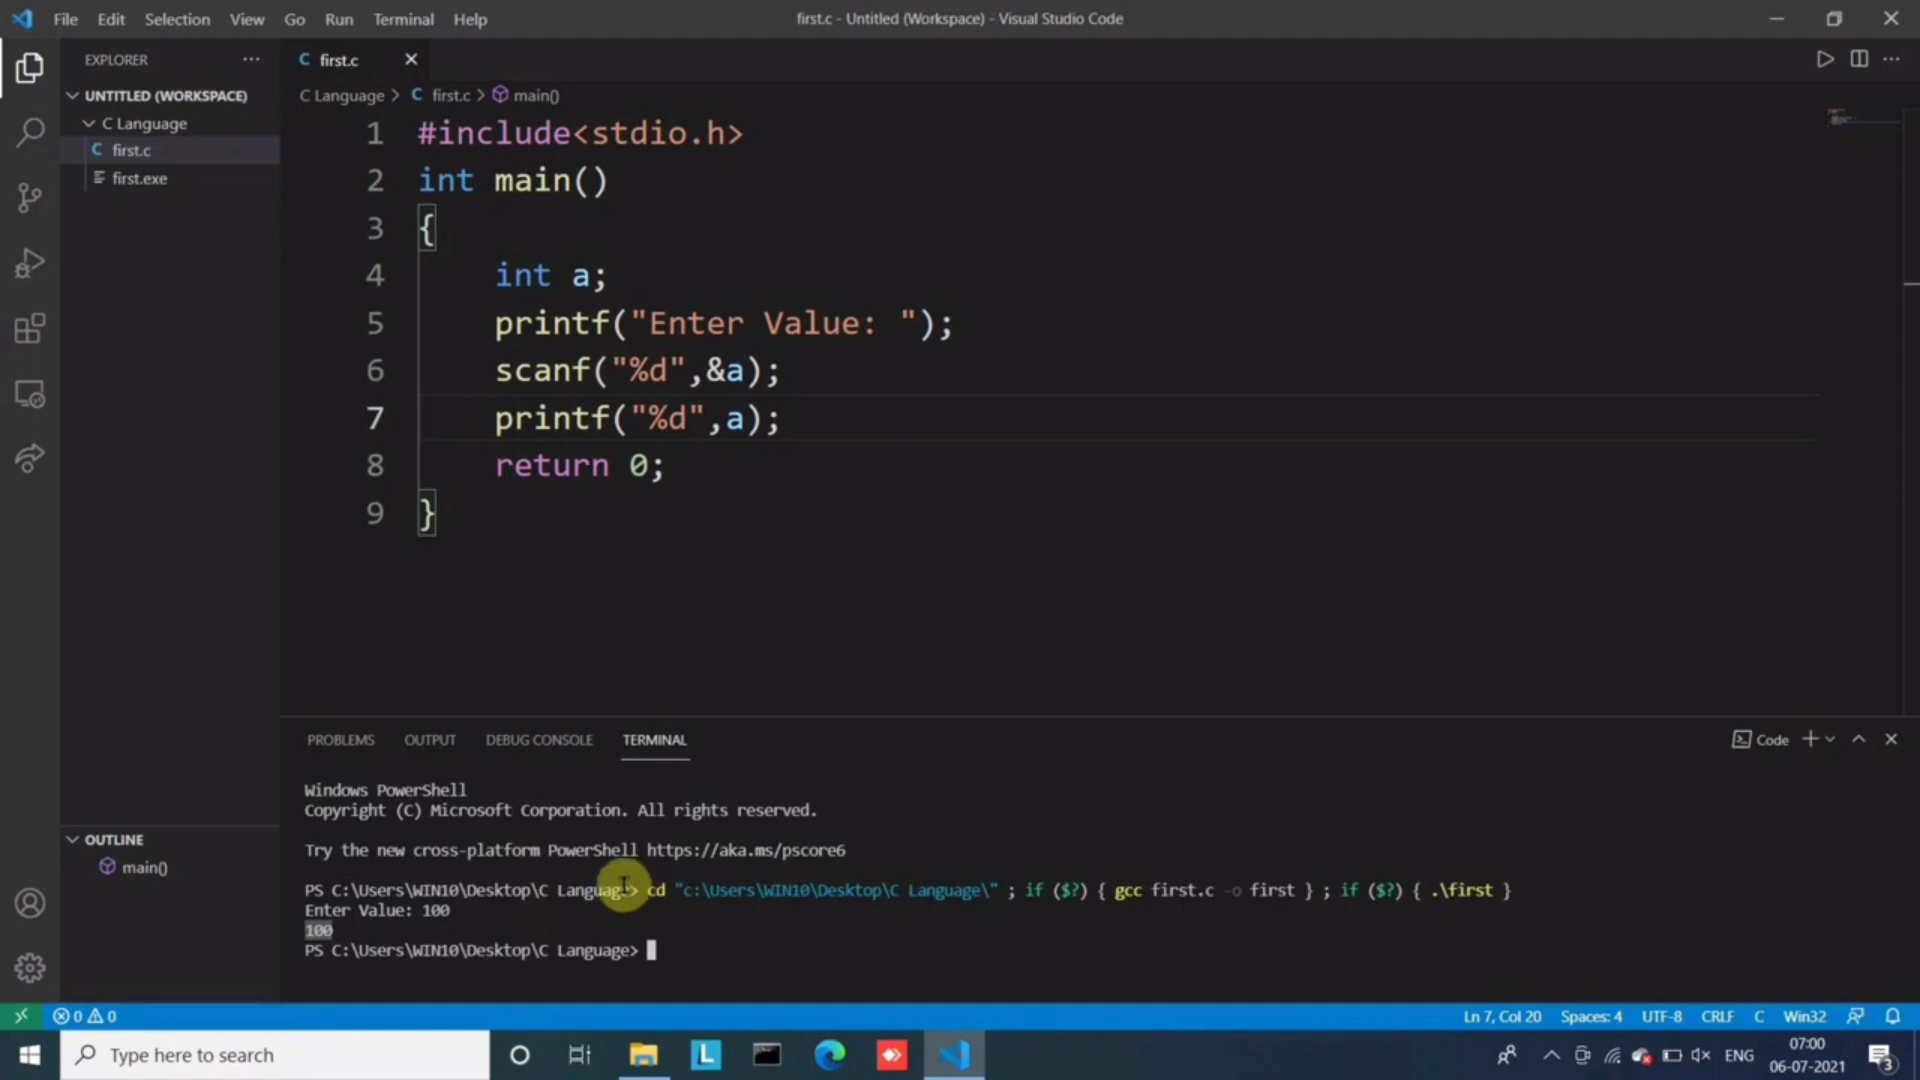 File Edit Selection View Go Run Terminal Help
first.c - Untitled (Workspace) - Visual Studio Code
EXPLORER
UNTITLED (WORKSPACE)
C Language
C first.c
first.exe
C first.c
C Language > C first.c > main()
1 #include<stdio.h>
2 int main()
3 {
4 int a;
5 printf("Enter Value: ");
6 scanf("%d",&a);
7 printf("%d",a);
8 return 0;
9 }
OUTLINE
main()
PROBLEMS OUTPUT DEBUG CONSOLE TERMINAL
Code
Windows PowerShell
Copyright (C) Microsoft Corporation. All rights reserved.
Try the new cross-platform PowerShell https://aka.ms/pscore6
PS C:\Users\WIN10\Desktop\C Language> cd "c:\Users\WIN10\Desktop\C Language\" ; if ($?) { gcc first.c -o first } ; if ($?) { .\first }
Enter Value: 100
100
PS C:\Users\WIN10\Desktop\C Language>
0 0
Ln 7, Col 20 Spaces: 4 UTF-8 CRLF C Win32
Type here to search
L
ENG
07:00
06-07-2021
3